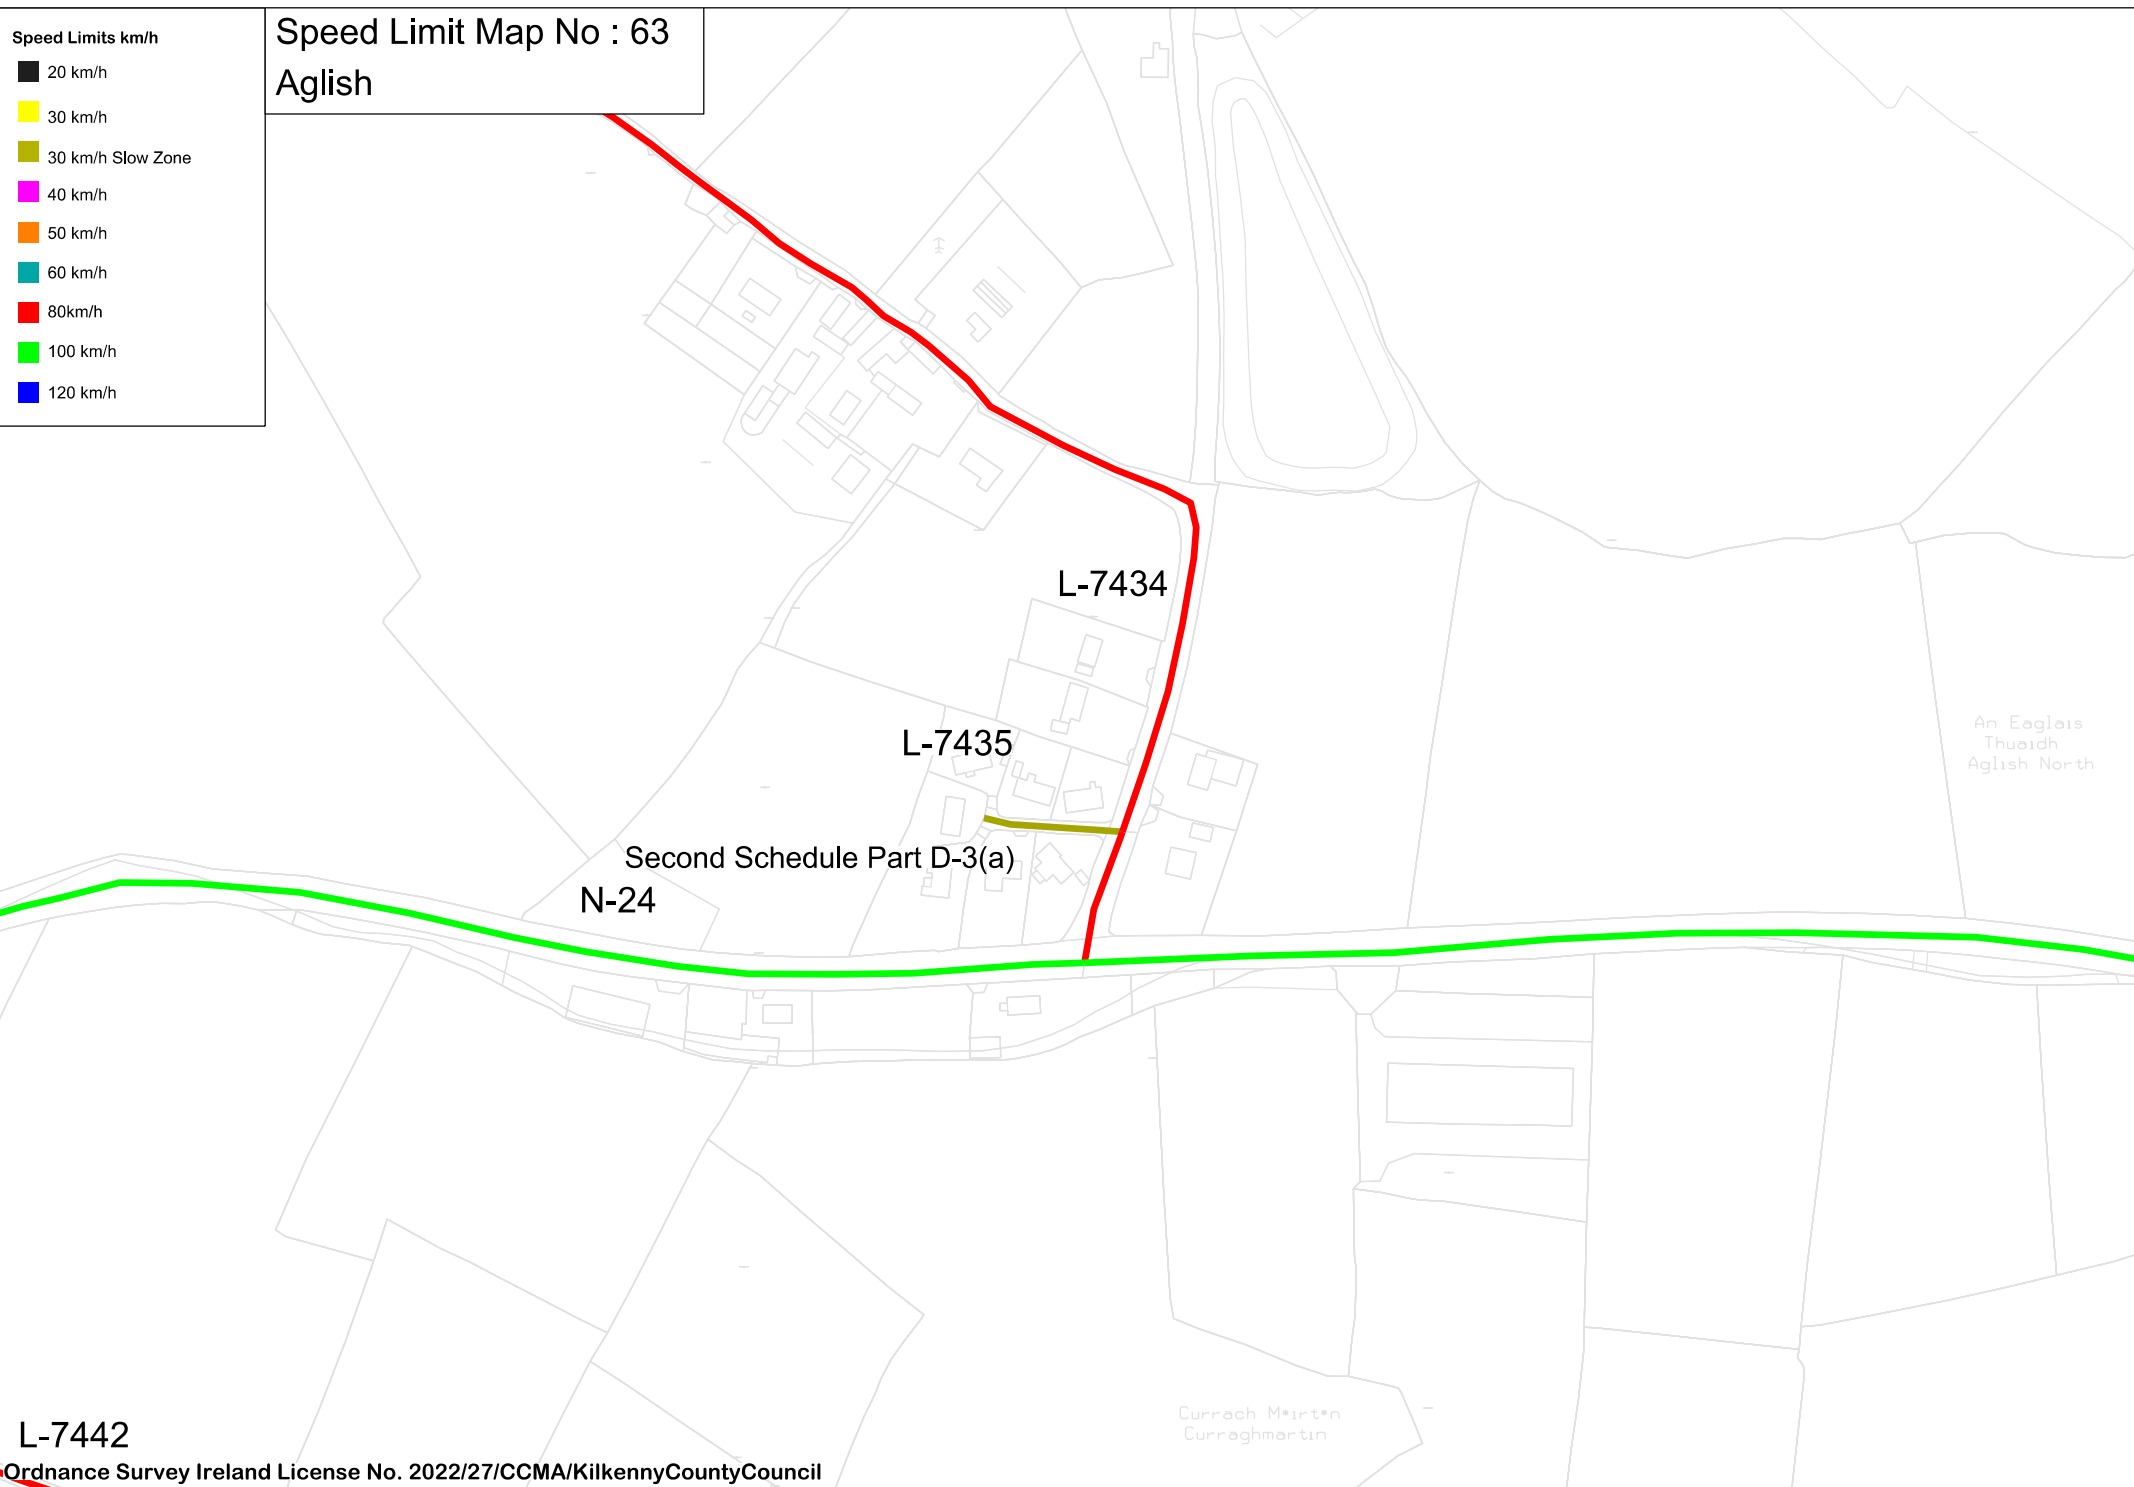 Speed Limits km/h
20 km/h
30 km/h
30 km/h Slow Zone
40 km/h
50 km/h
60 km/h
80km/h
100 km/h
120 km/h
Speed Limit Map No : 63
Aglish
L-7434
L-7435
Second Schedule Part D-3(a)
N-24
An Eaglais
Thuaidh
Aglish North
Currach M*irt*n
Curraghmartin
L-7442
Ordnance Survey Ireland License No. 2022/27/CCMA/KilkennyCountyCouncil